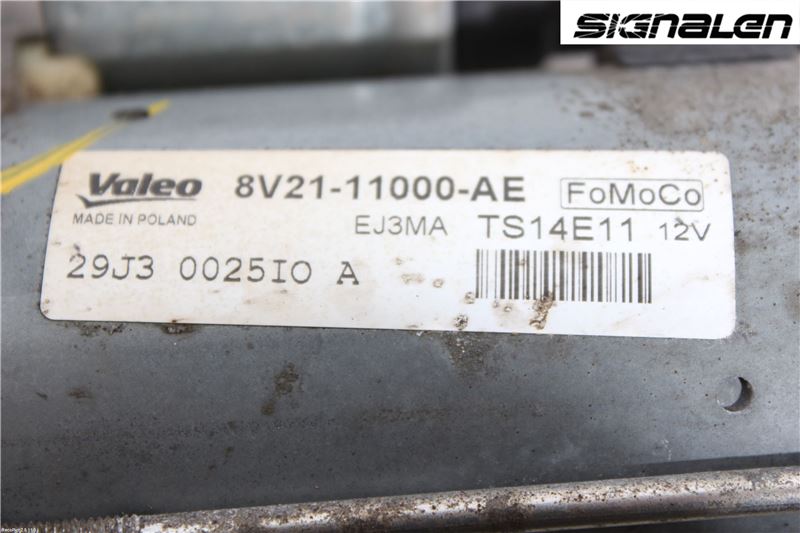 SIGNALEN
Valeo 8V21-11000-AE FoMoCo
MADE IN POLAND EJ3MA TS14E11 12V
29J3 0025IO A